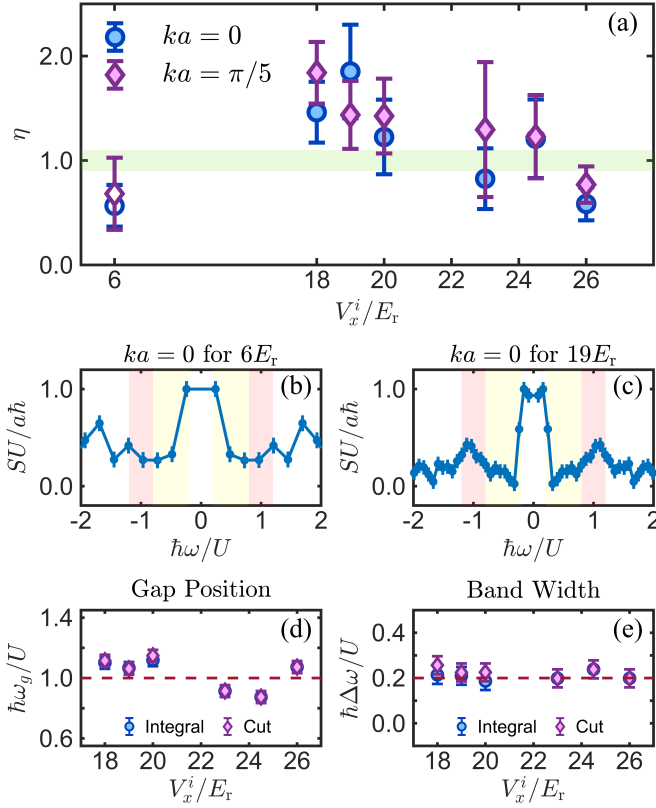 (a)
ka = 0
ka = π/5
η
2.0
1.0
0.0
6 18 20 22 24 26
V_x^i/E_r
ka = 0 for 6E_r
(b)
SU/aℏ
1.0
0.0
-2 -1 0 1 2
ℏω/U
ka = 0 for 19E_r
(c)
SU/aℏ
1.0
0.0
-2 -1 0 1 2
ℏω/U
Gap Position
(d)
ℏω_g/U
1.4
1.0
0.6
Integral Cut
18 20 22 24 26
V_x^i/E_r
Band Width
(e)
ℏΔω/U
0.4
0.2
0.0
Integral Cut
18 20 22 24 26
V_x^i/E_r